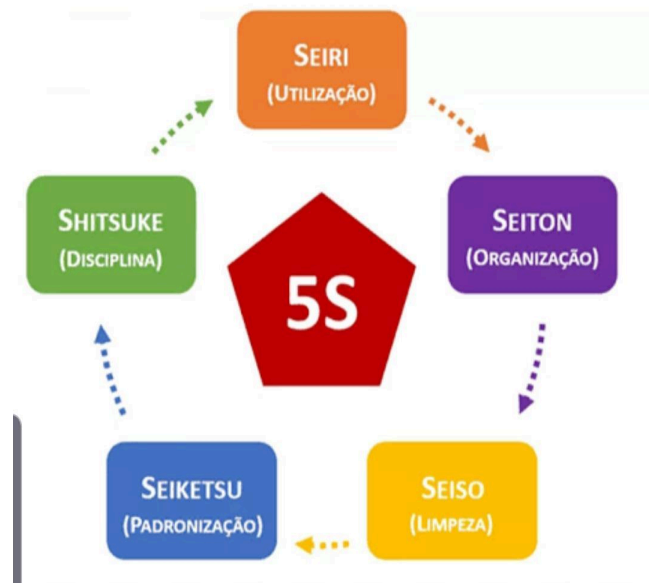 SEIRI
(UTILIZAÇÃO)
SHITSUKE
(DISCIPLINA)
SEITON
(ORGANIZAÇÃO)
5S
SEIKETSU
(PADRONIZAÇÃO)
SEISO
(LIMPEZA)